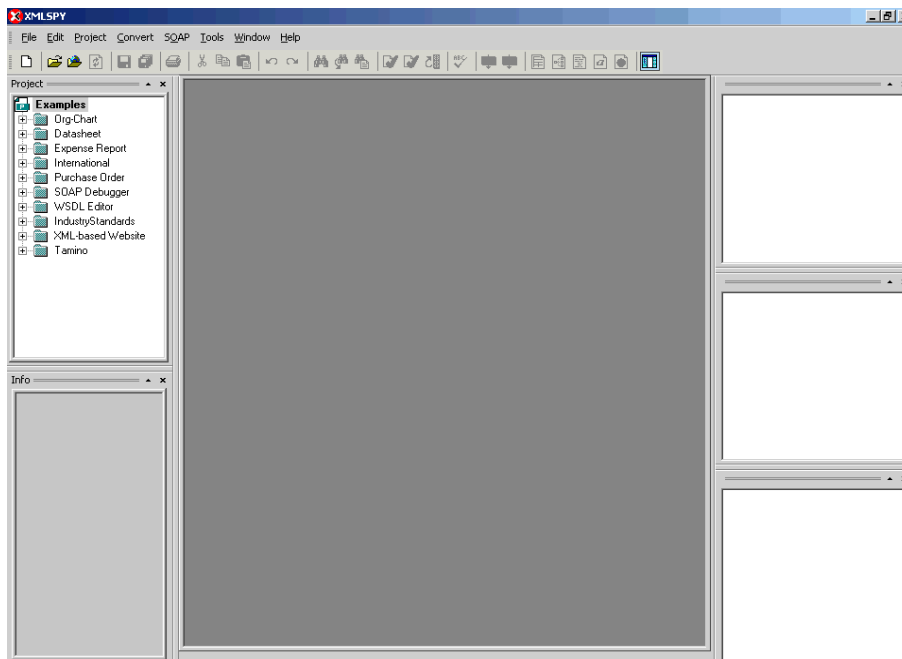 XMLSPY
File Edit Project Convert SOAP Tools Window Help
Project
Examples
Org-Chart
Datasheet
Expense Report
International
Purchase Order
SOAP Debugger
WSDL Editor
IndustryStandards
XML-based Website
Tamino
Info